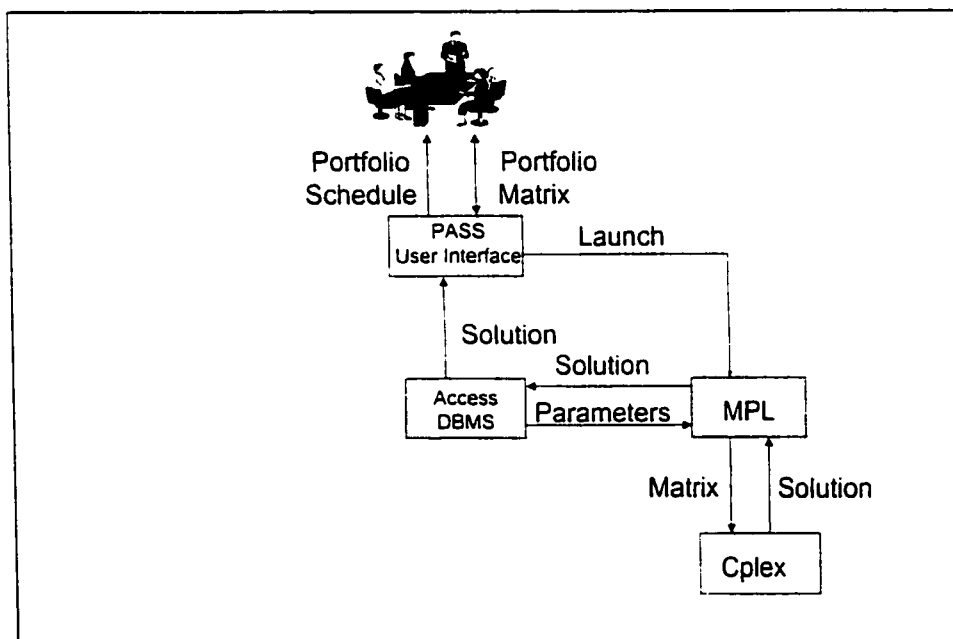 Portfolio
Schedule
Portfolio
Matrix
PASS
User Interface
Launch
Solution
Solution
Access
DBMS
Parameters
MPL
Matrix
Solution
Cplex